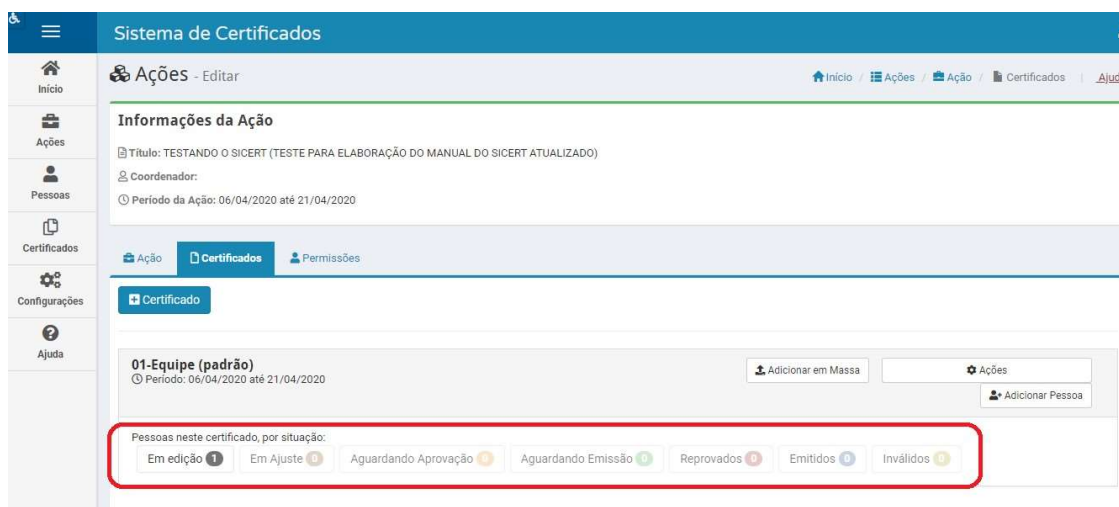 Sistema de Certificados
Início
Ações
Pessoas
Certificados
Configurações
Ajuda
Ações - Editar
Início / Ações / Ação / Certificados | Ajud
Informações da Ação
Título: TESTANDO O SICERT (TESTE PARA ELABORAÇÃO DO MANUAL DO SICERT ATUALIZADO)
Coordenador:
Período da Ação: 06/04/2020 até 21/04/2020
Ação Certificados Permissões
Certificado
01-Equipe (padrão)
Período: 06/04/2020 até 21/04/2020
Adicionar em Massa Ações
Adicionar Pessoa
Pessoas neste certificado, por situação:
Em edição 1 Em Ajuste 0 Aguardando Aprovação 0 Aguardando Emissão 0 Reprovados 0 Emitidos 0 Inválidos 0